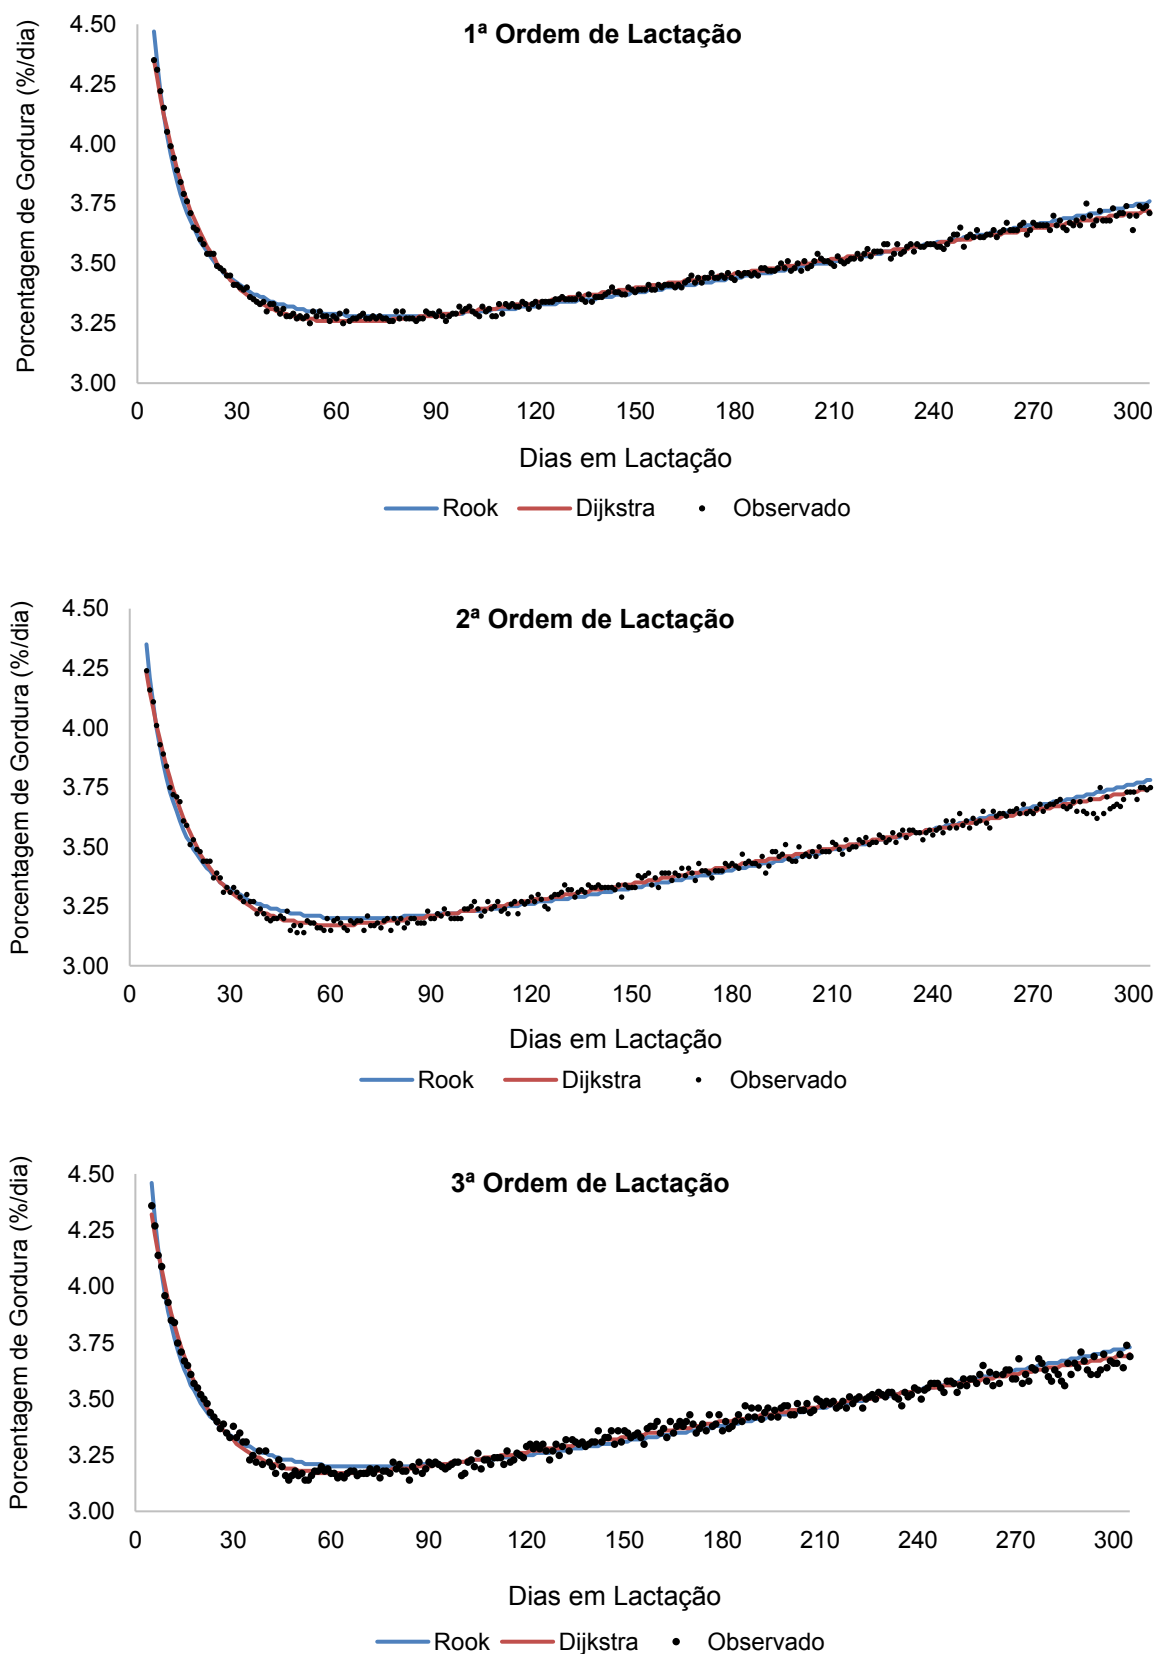 1ª Ordem de Lactação
Porcentagem de Gordura (%/dia)
4.50
4.25
4.00
3.75
3.50
3.25
3.00
0 30 60 90 120 150 180 210 240 270 300
Dias em Lactação
Rook Dijkstra Observado
2ª Ordem de Lactação
Porcentagem de Gordura (%/dia)
4.50
4.25
4.00
3.75
3.50
3.25
3.00
0 30 60 90 120 150 180 210 240 270 300
Dias em Lactação
Rook Dijkstra Observado
3ª Ordem de Lactação
Porcentagem de Gordura (%/dia)
4.50
4.25
4.00
3.75
3.50
3.25
3.00
0 30 60 90 120 150 180 210 240 270 300
Dias em Lactação
Rook Dijkstra Observado